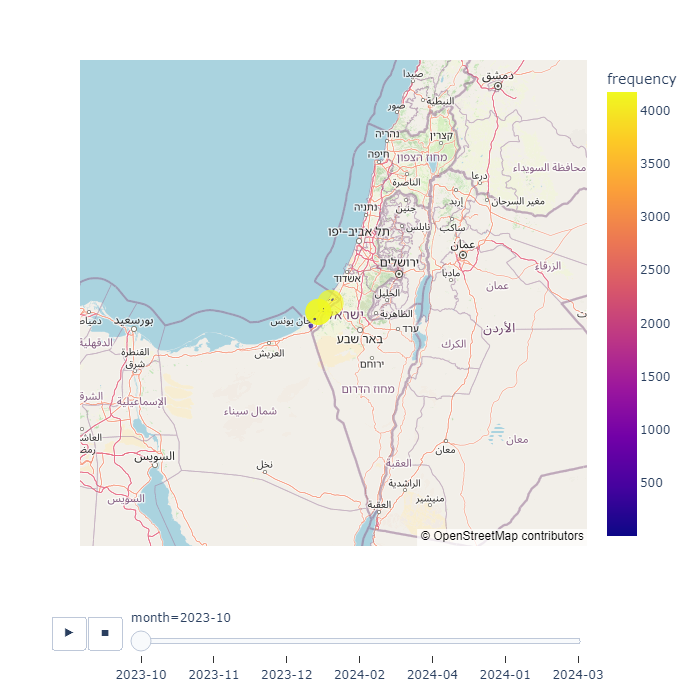 frequency
4000
3500
3000
2500
2000
1500
1000
500
صيدا
دمشق
النبطية
صور
קצרין
נהריה
חיפה
מחוז הצפון
محافظة السويداء
الناصرة
درعا
إربد
مغير السرحان
נתניה
جنين
ساكب
نابلس
תל אביב-יפו
عمان
ירושלים
الزرقاء
مادبا
אשדוד
عمان
الخليل
ישראל
الظاهرية
خان يونس
ערד
الأردن
באר שבע
الكرك
بورسعيد
دمياط
الدقهلية
القنطرة
شرق
العريش
ירוחם
מחוז הדרום
الشرق
الإسماعيلية
شمال سيناء
العاش
رمض
معان
معان
السويس
نخل
العقبة
الراشدية
السويس
منيشير
العقبة
© OpenStreetMap contributors
month=2023-10
2023-10
2023-11
2023-12
2024-02
2024-04
2024-01
2024-03